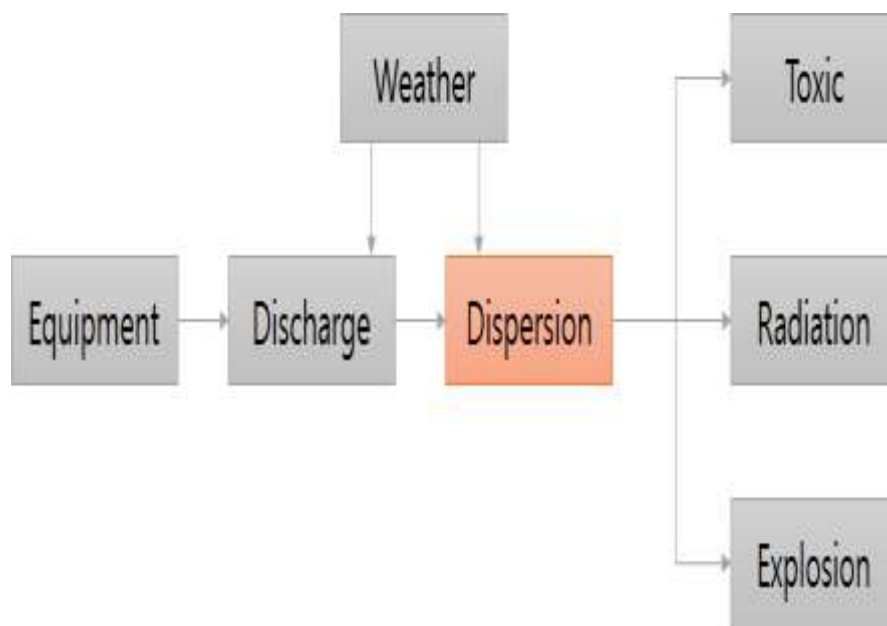 Weather
Toxic
Equipment
Discharge
Dispersion
Radiation
Explosion